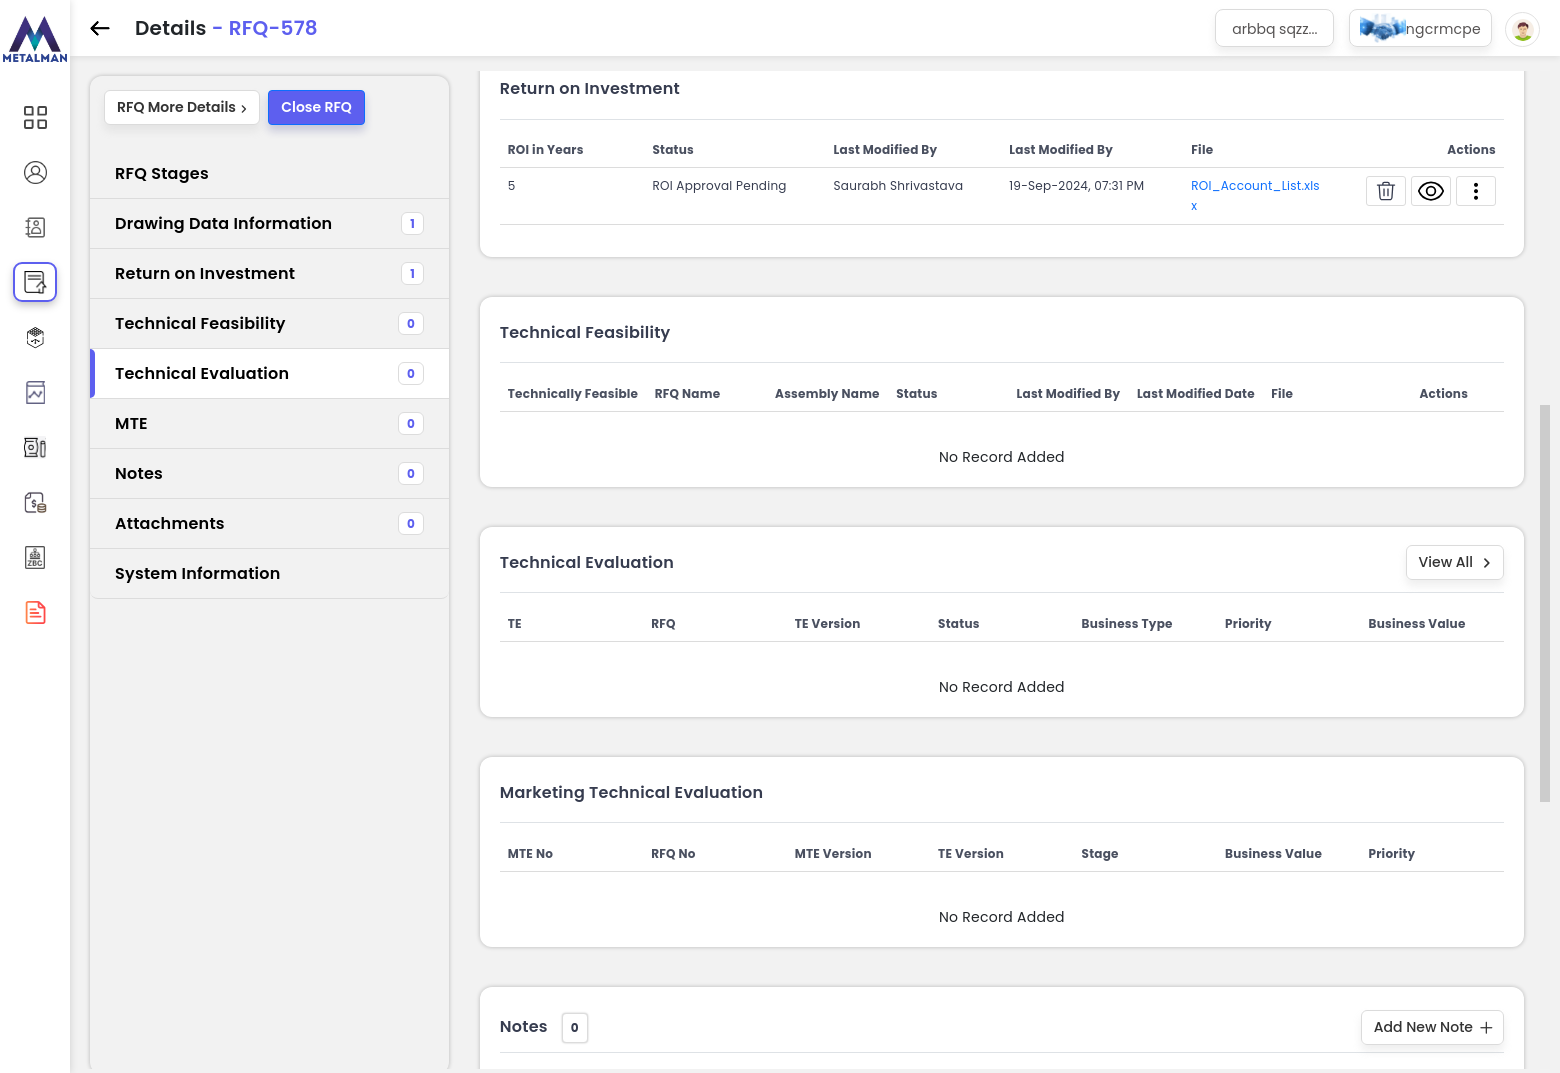 METALMAN
Details - RFQ-578
arbbq sqzz...
ngcrmcpe
RFQ More Details
Close RFQ
RFQ Stages
Drawing Data Information 1
Return on Investment 1
Technical Feasibility 0
Technical Evaluation 0
MTE 0
Notes 0
Attachments 0
System Information
ZBC
Return on Investment
ROI in Years Status Last Modified By Last Modified By File Actions
5 ROI Approval Pending Saurabh Shrivastava 19-Sep-2024, 07:31 PM ROI_Account_List.xls
x
Technical Feasibility
Technically Feasible RFQ Name Assembly Name Status Last Modified By Last Modified Date File Actions
No Record Added
Technical Evaluation View All
TE RFQ TE Version Status Business Type Priority Business Value
No Record Added
Marketing Technical Evaluation
MTE No RFQ No MTE Version TE Version Stage Business Value Priority
No Record Added
Notes 0 Add New Note +